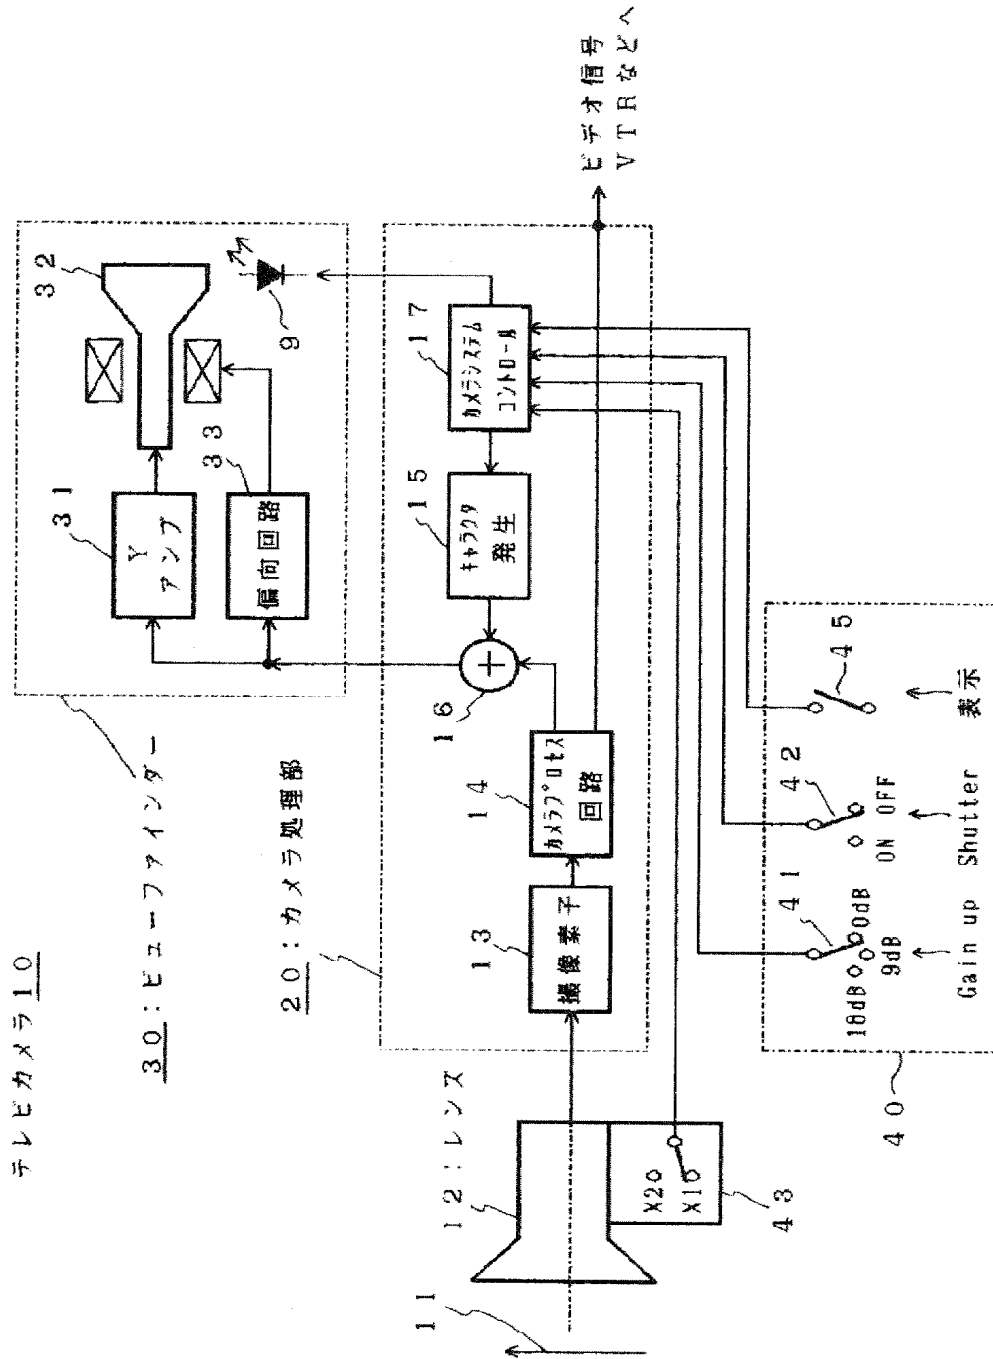 テレビカメラ10
30:ビューファインダー
31
Y
アンプ
32
33
偏向回路
9
20:カメラ処理部
13
撮像素子
14
カメラプロセス
回路
16
+
15
キャラクタ
発生
17
カメラシステム
コントロール
ビデオ信号
VTRなどへ
11
12:レンズ
X2
X1
43
40
41
18dB
9dB
0dB
Gain up
42
ON
OFF
Shutter
45
表示